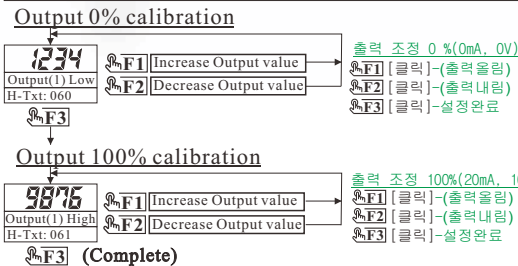 Output 0% calibration
1234
Output(1) Low
H-Txt: 060
F1 Increase Output value
F2 Decrease Output value
F3
출력 조정 0 %(0mA, 0V)
F1 [클릭]-(출력올림)
F2 [클릭]-(출력내림)
F3 [클릭]-설정완료
Output 100% calibration
9876
Output(1) High
H-Txt: 061
F1 Increase Output value
F2 Decrease Output value
F3 (Complete)
출력 조정 100%(20mA, 10
F1 [클릭]-(출력올림)
F2 [클릭]-(출력내림)
F3 [클릭]-설정완료